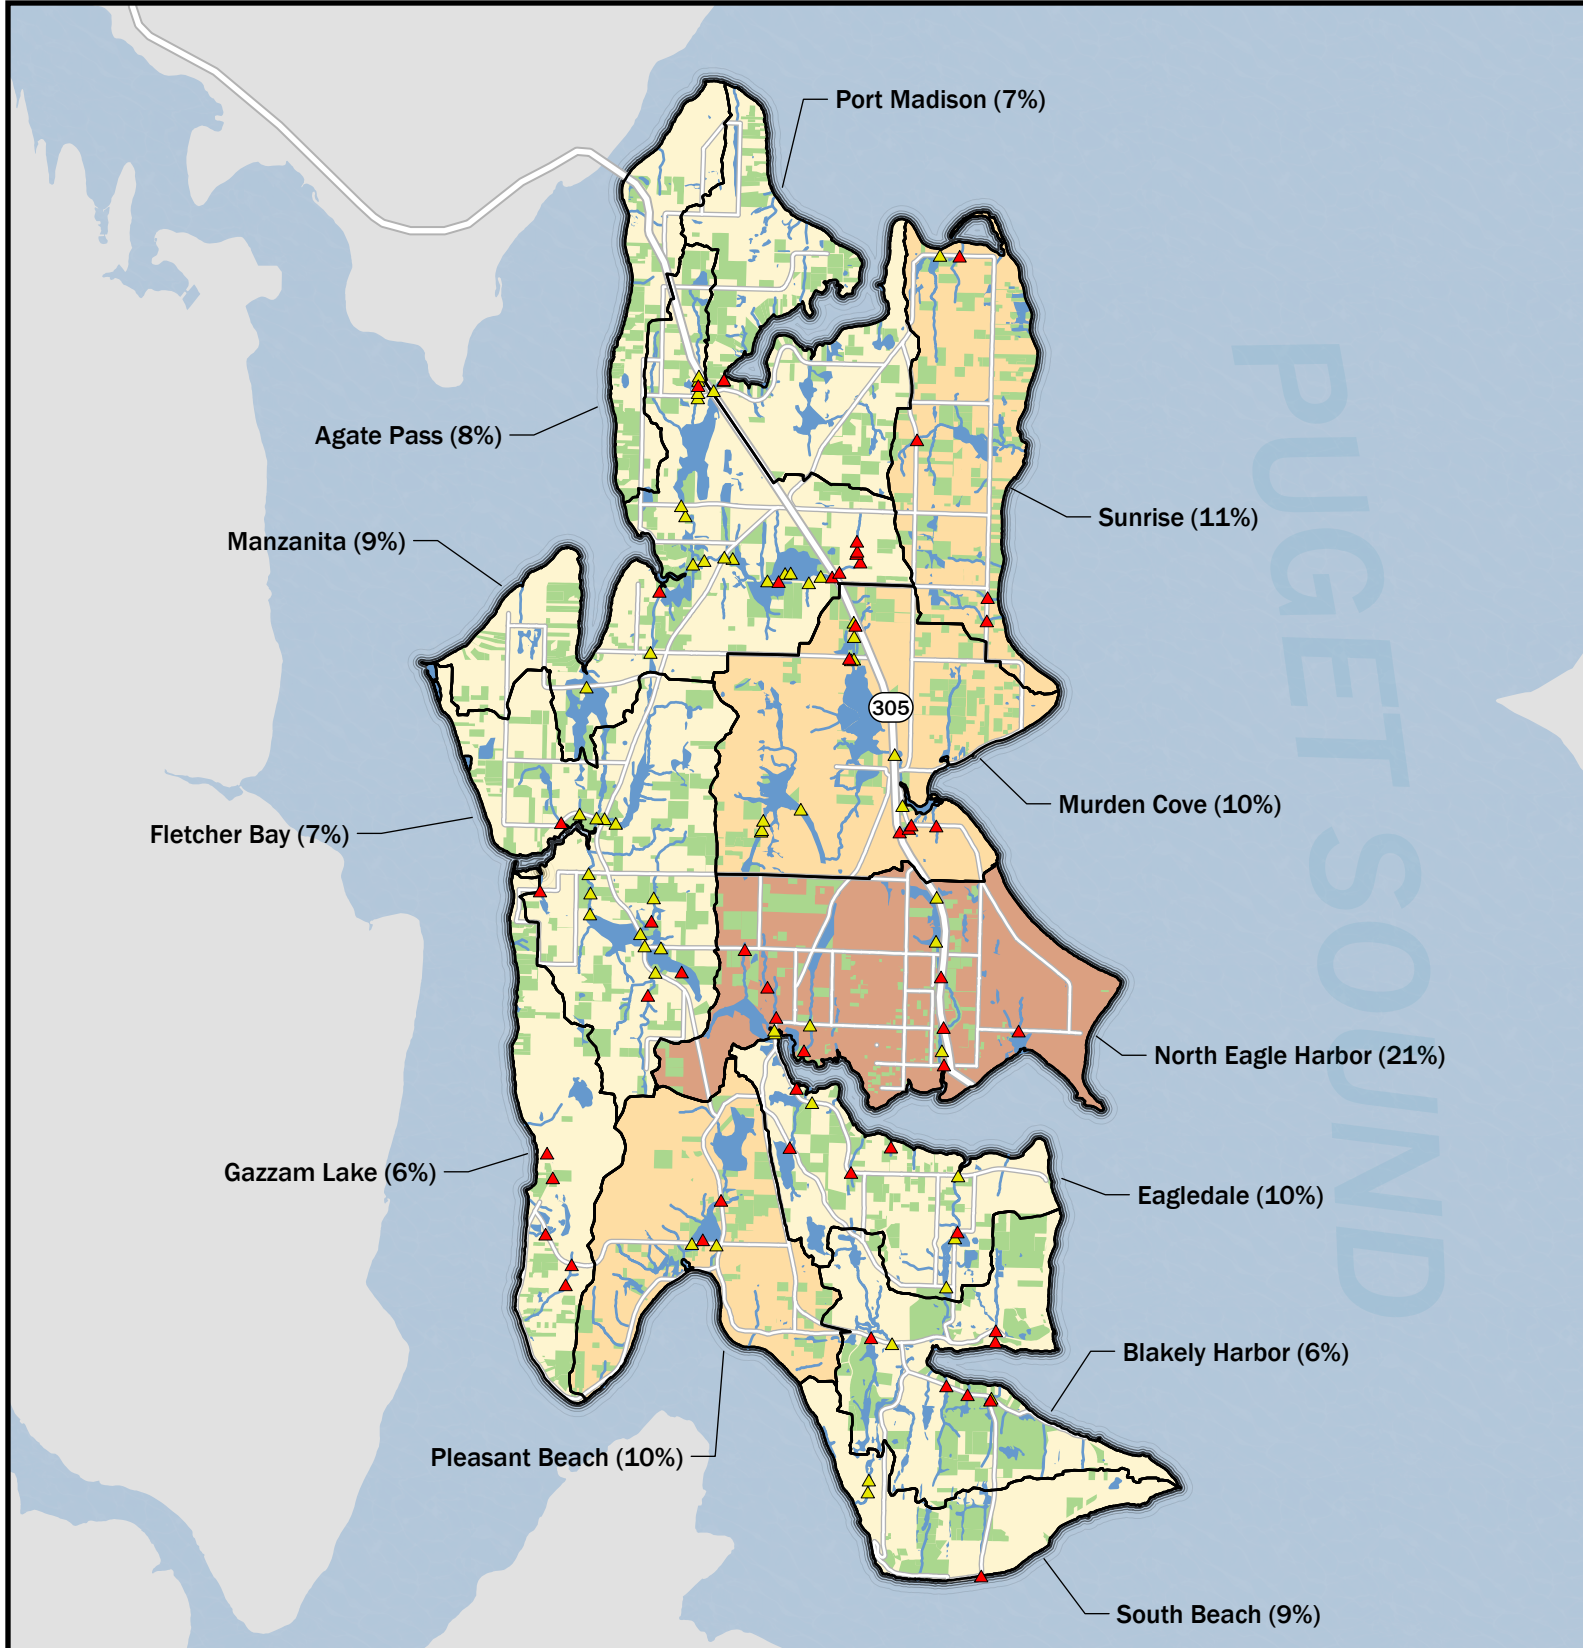 Port Madison (7%)
Agate Pass (8%)
Sunrise (11%)
Manzanita (9%)
305
Murden Cove (10%)
Fletcher Bay (7%)
PUGET SOUND
North Eagle Harbor (21%)
Gazzam Lake (6%)
Eagledale (10%)
Blakely Harbor (6%)
Pleasant Beach (10%)
South Beach (9%)